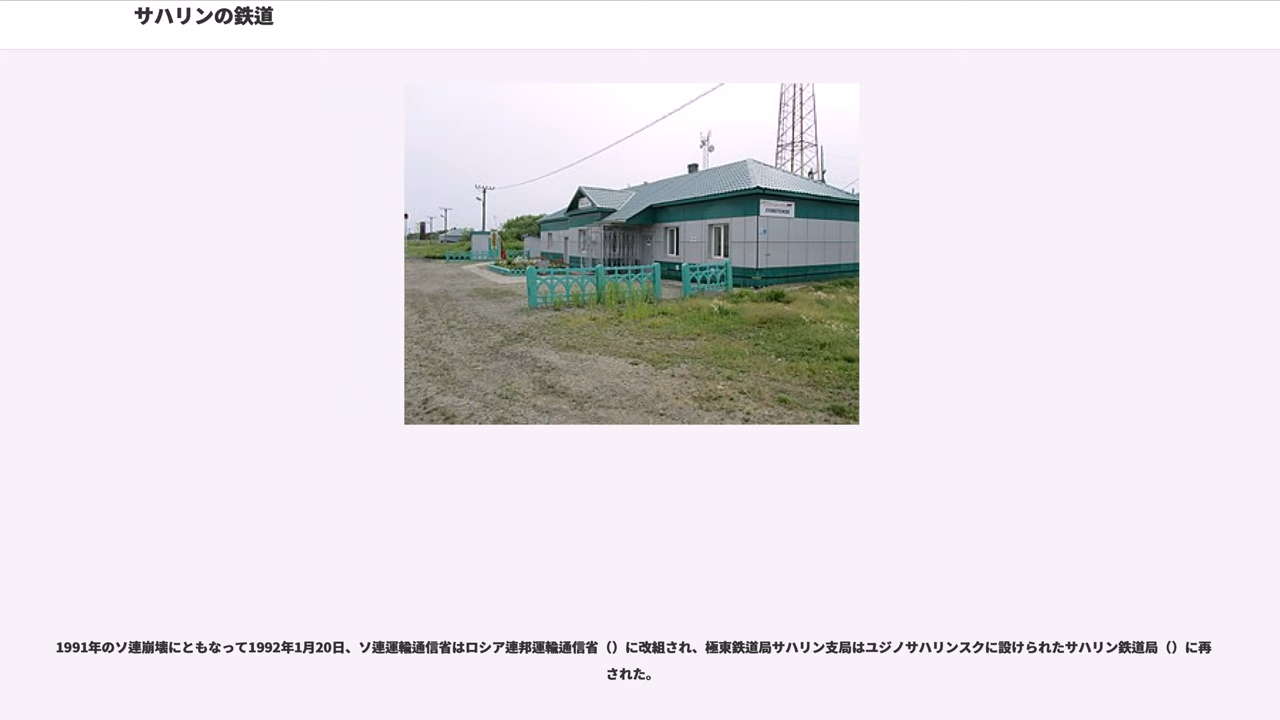 サハリンの鉄道
1991年のソ連崩壊にともなって1992年1月20日、ソ連運輸通信省はロシア連邦運輸通信省（）に改組され、極東鉄道局サハリン支局はユジノサハリンスクに設けられたサハリン鉄道局（）に再
された。